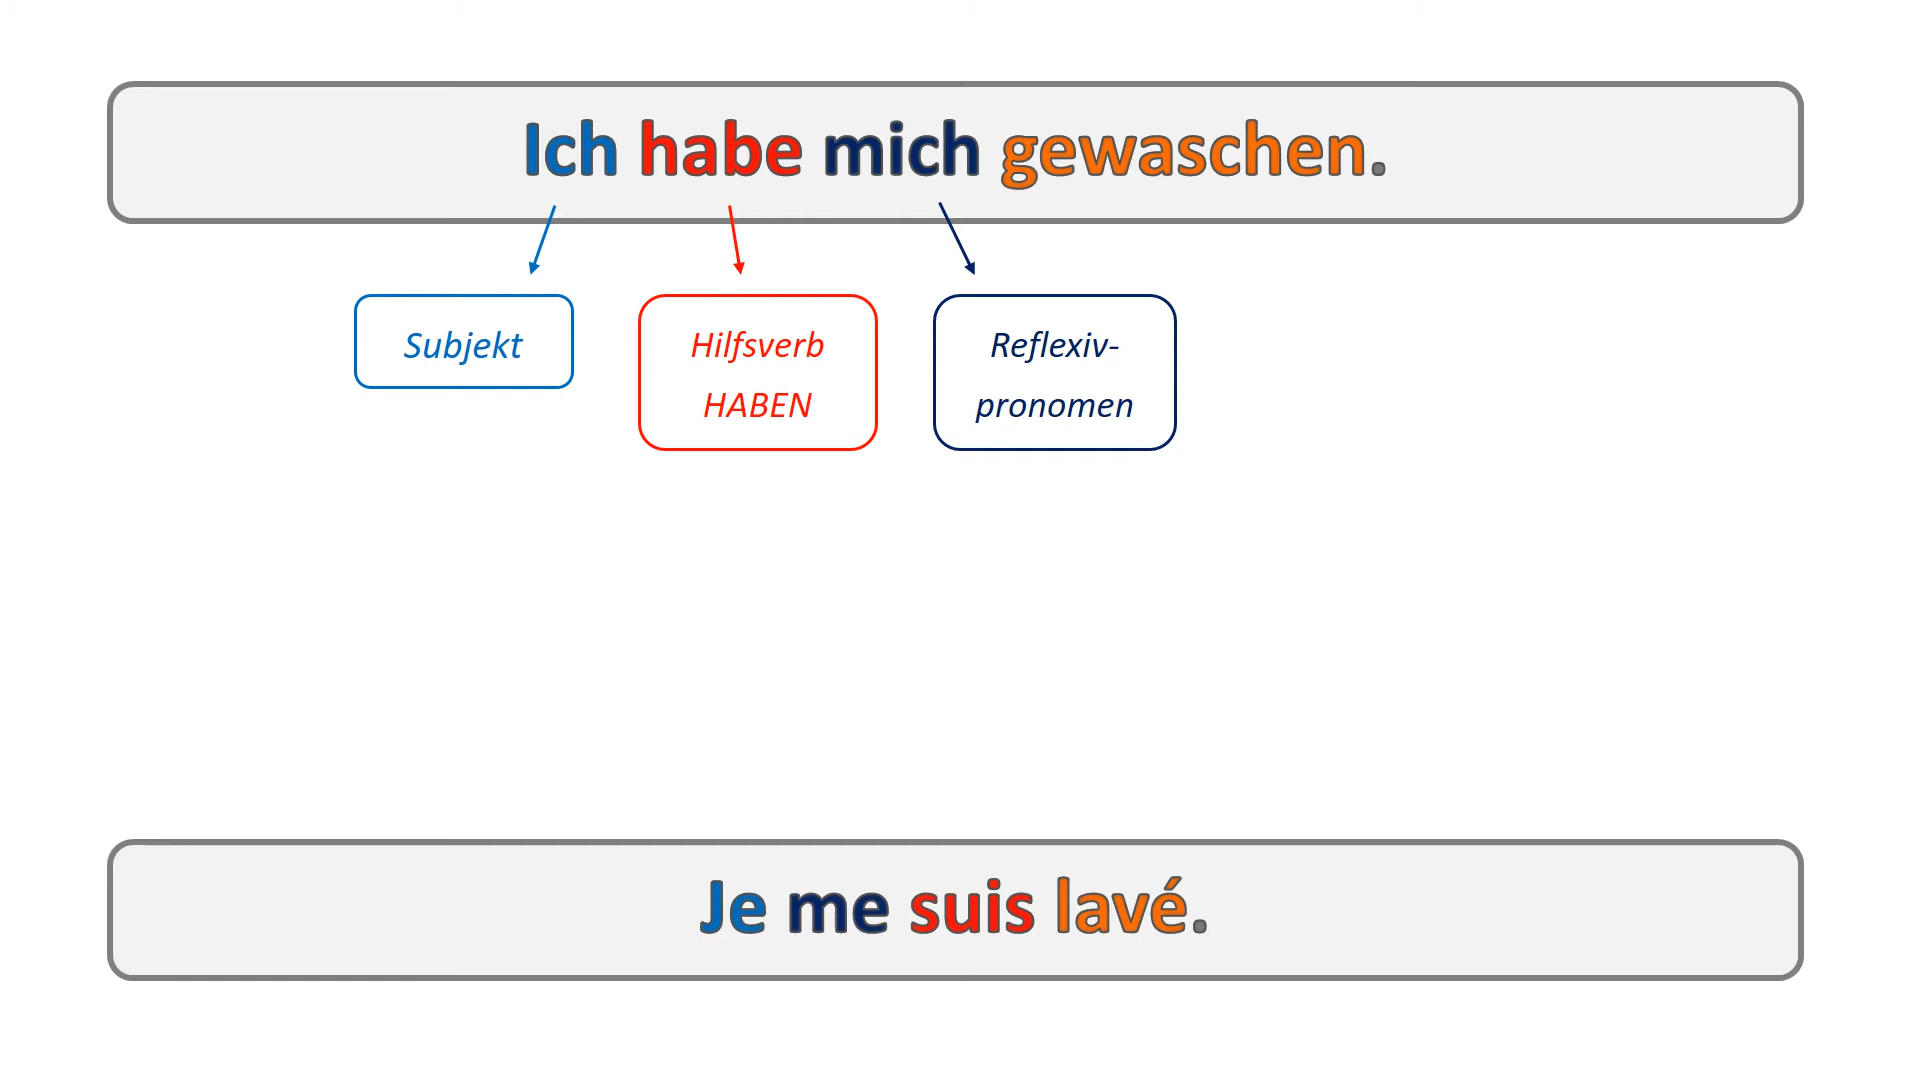 Ich habe mich gewaschen.
Subjekt
Hilfsverb
HABEN
Reflexiv-
pronomen
Je me suis lavé.